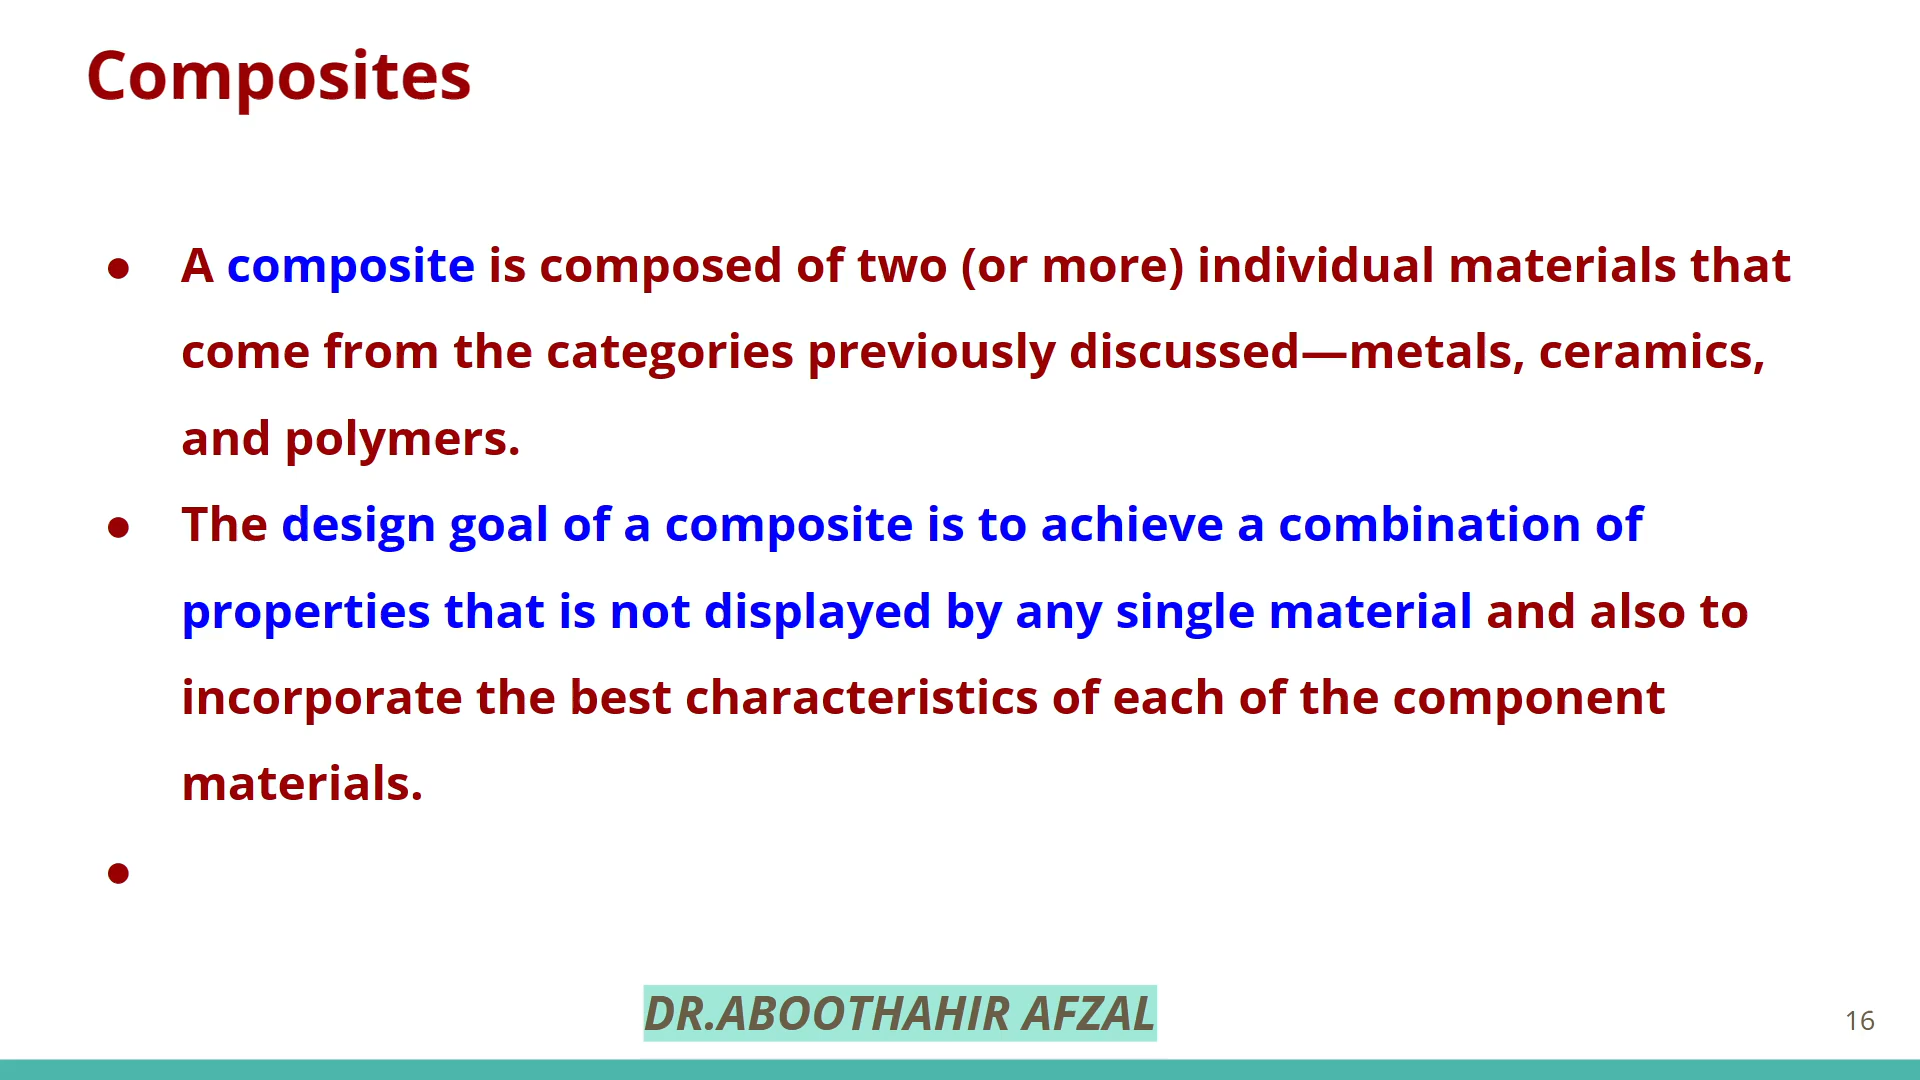 Composites
● A composite is composed of two (or more) individual materials that
come from the categories previously discussed—metals, ceramics,
and polymers.
● The design goal of a composite is to achieve a combination of
properties that is not displayed by any single material and also to
incorporate the best characteristics of each of the component
materials.
●
DR.ABOOTHAHIR AFZAL
16